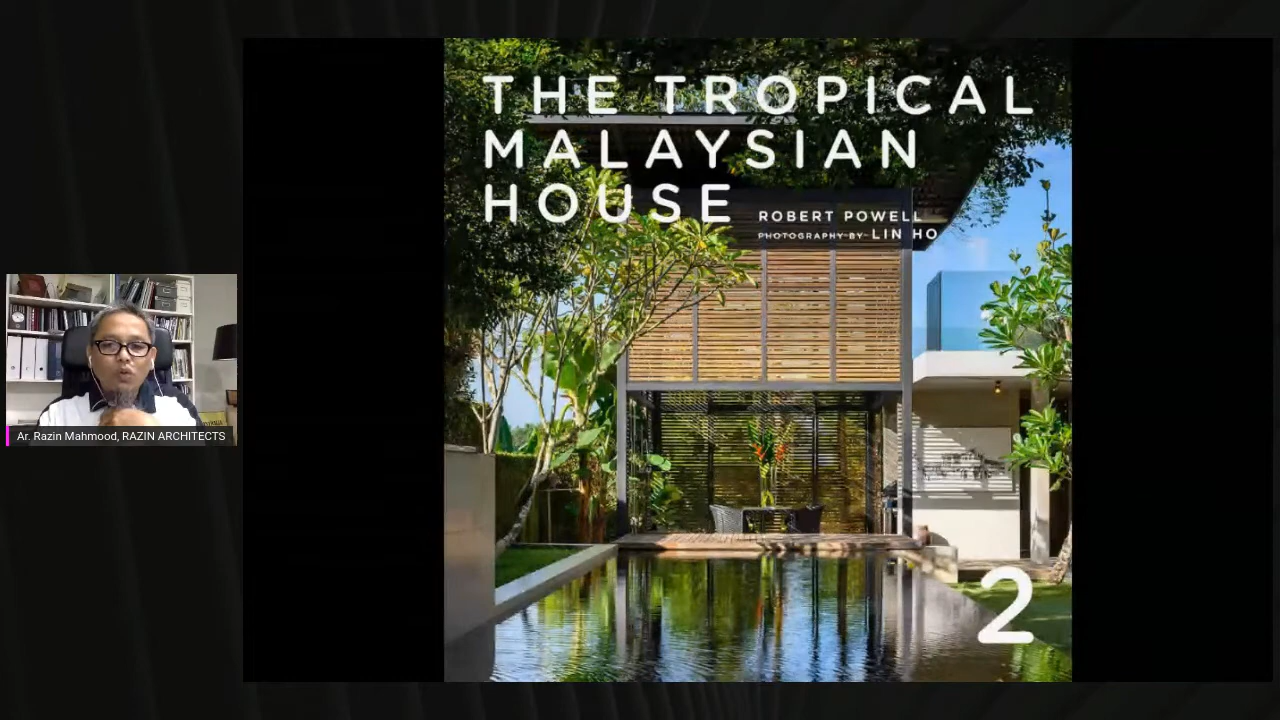 THE TROPICAL
MALAYSIAN
HOUSE
ROBERT POWELL
PHOTOGRAPHY BY LIN HO
2
Ar. Razin Mahmood, RAZIN ARCHITECTS